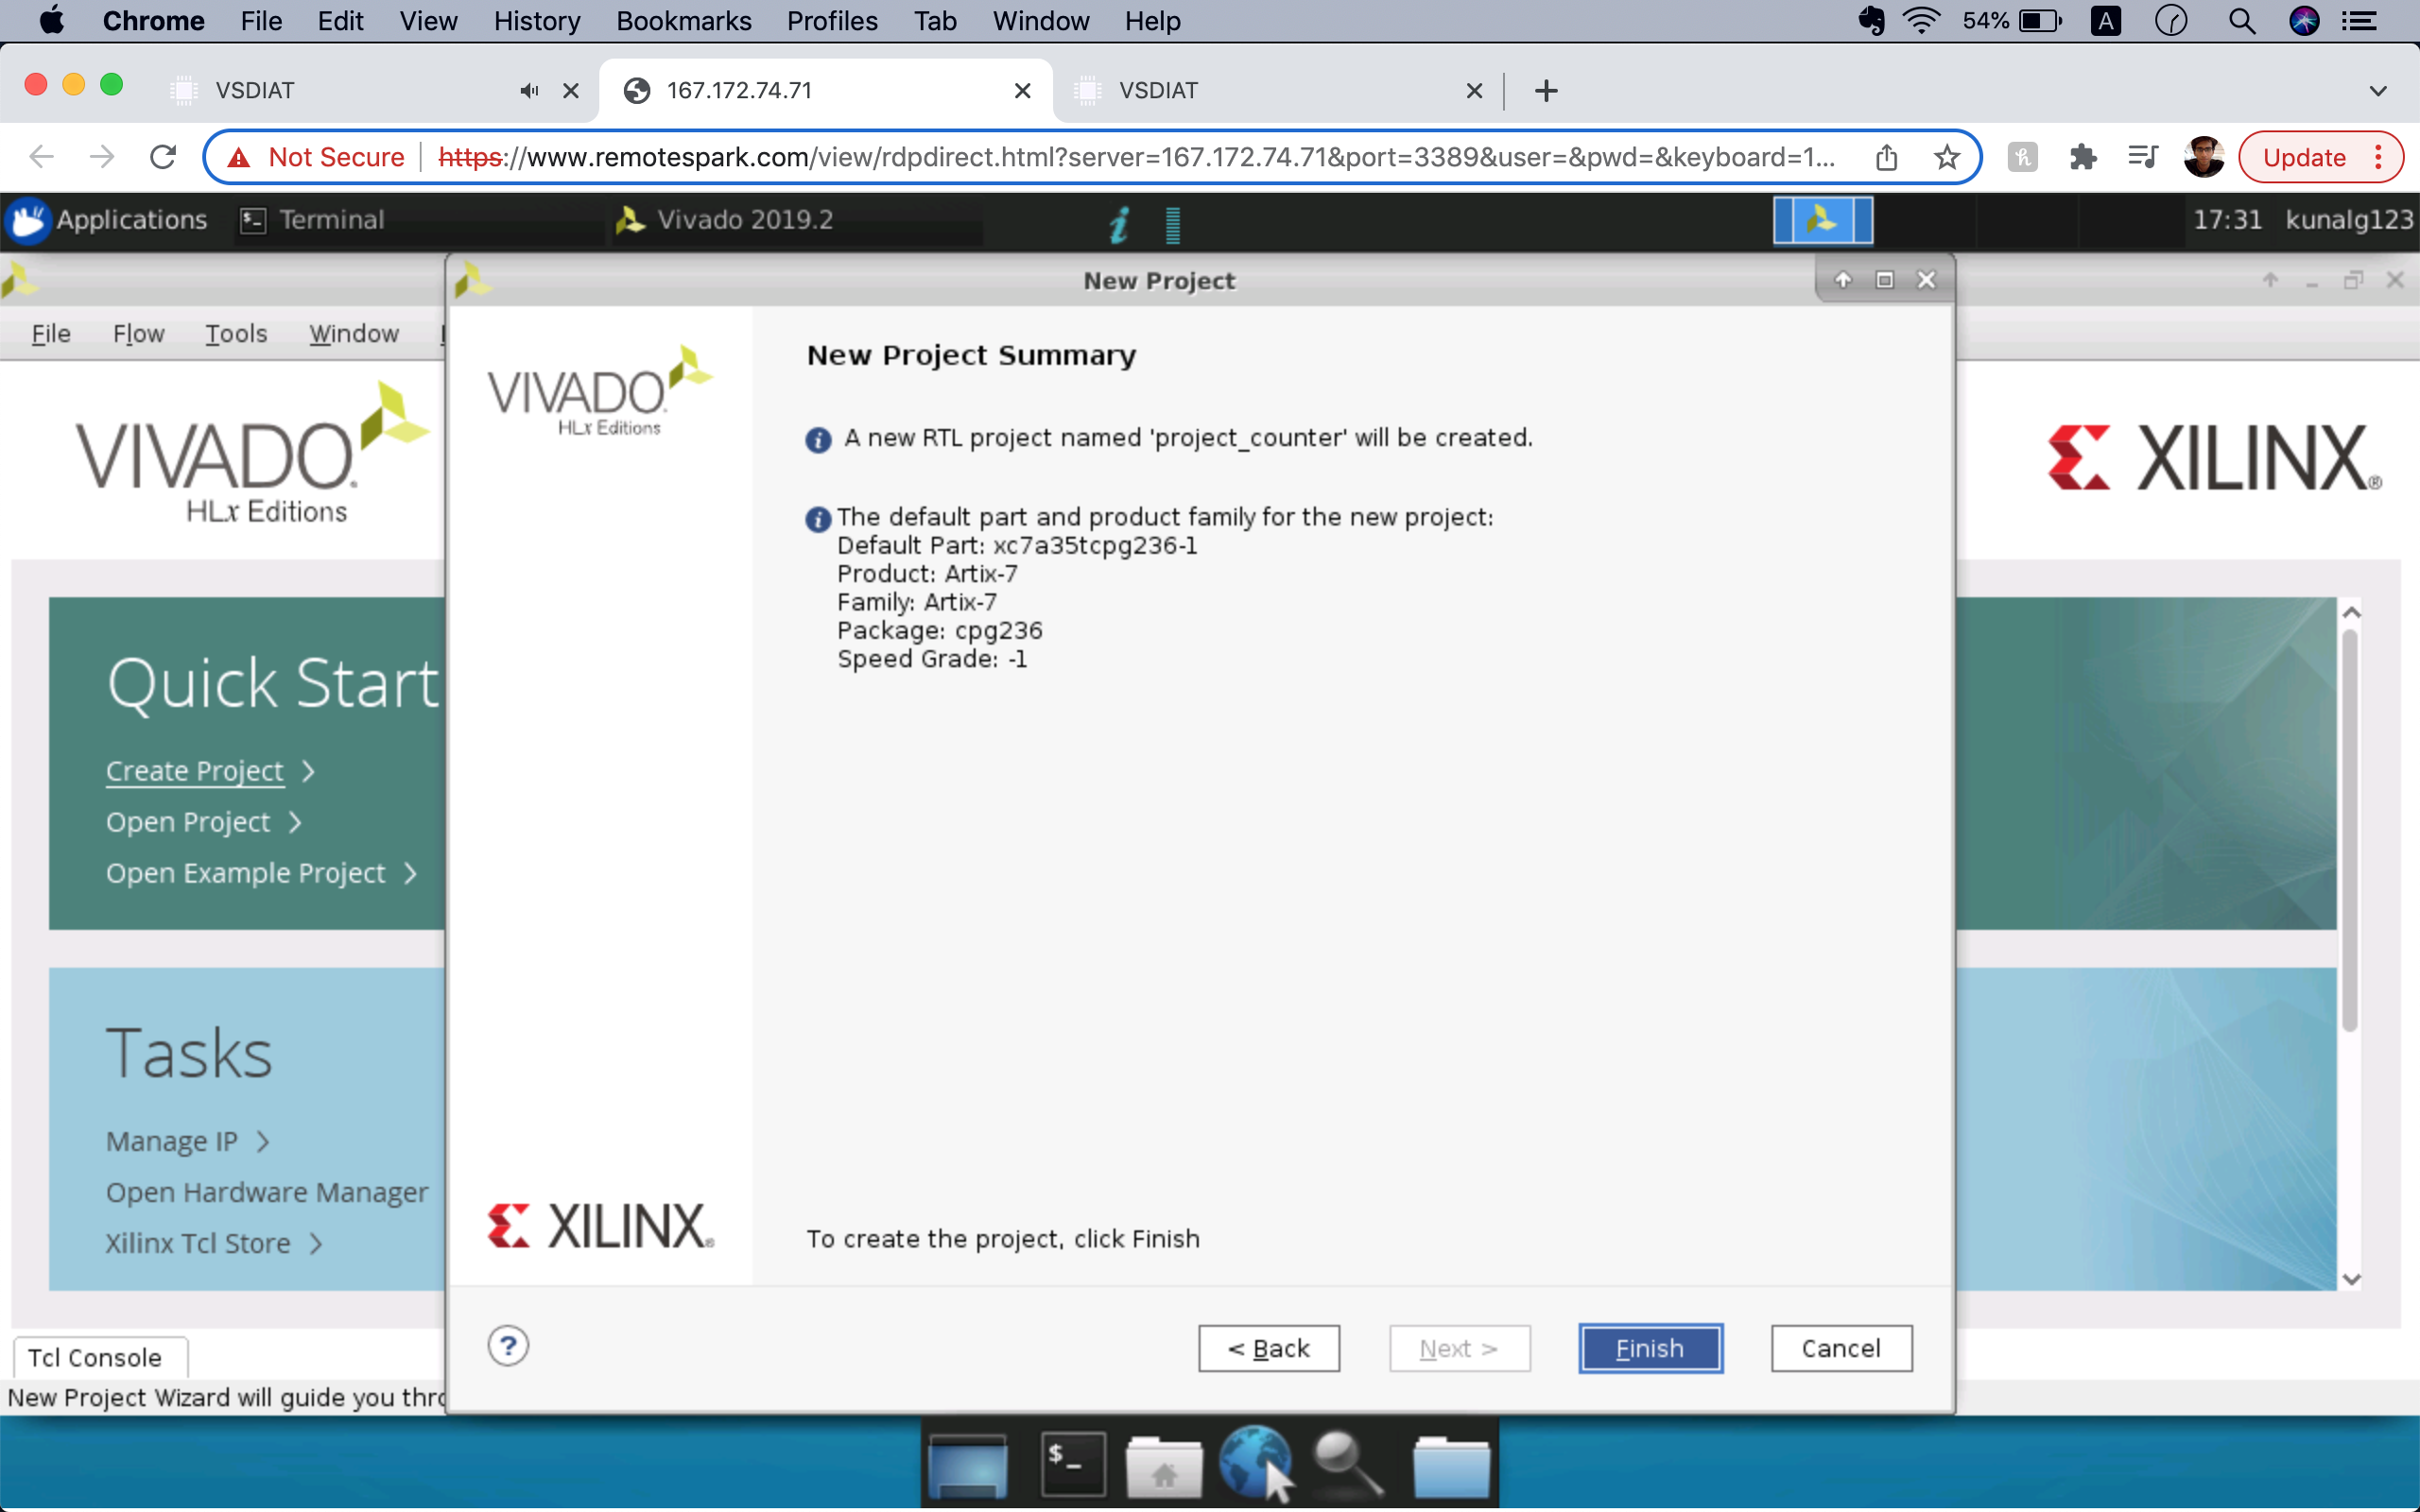 Chrome File Edit View History Bookmarks Profiles Tab Window Help 54% A
VSDIAT 167.172.74.71 VSDIAT
Not Secure https://www.remotespark.com/view/rdpdirect.html?server=167.172.74.71&port=3389&user=&pwd=&keyboard=1... Update
Applications Terminal Vivado 2019.2 17:31 kunalg123
New Project
File Flow Tools Window
VIVADO
HLx Editions
XILINX
Quick Start
Create Project >
Open Project >
Open Example Project >
Tasks
Manage IP >
Open Hardware Manager
Xilinx Tcl Store >
Tcl Console
New Project Wizard will guide you thro
VIVADO
HLx Editions
XILINX
New Project Summary
A new RTL project named 'project_counter' will be created.
The default part and product family for the new project:
Default Part: xc7a35tcpg236-1
Product: Artix-7
Family: Artix-7
Package: cpg236
Speed Grade: -1
To create the project, click Finish
? < Back Next > Finish Cancel
$_